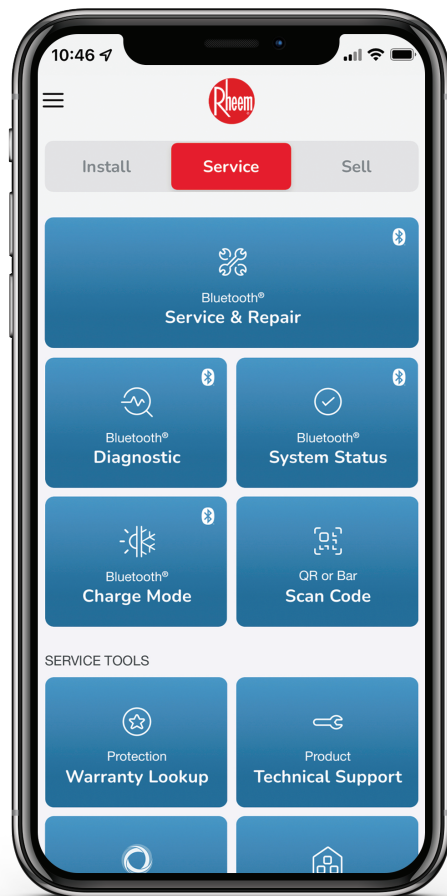 10:46
Rheem
Install Service Sell
Bluetooth®
Service & Repair
Bluetooth®
Diagnostic
Bluetooth®
System Status
Bluetooth®
Charge Mode
QR or Bar
Scan Code
SERVICE TOOLS
Protection
Warranty Lookup
Product
Technical Support